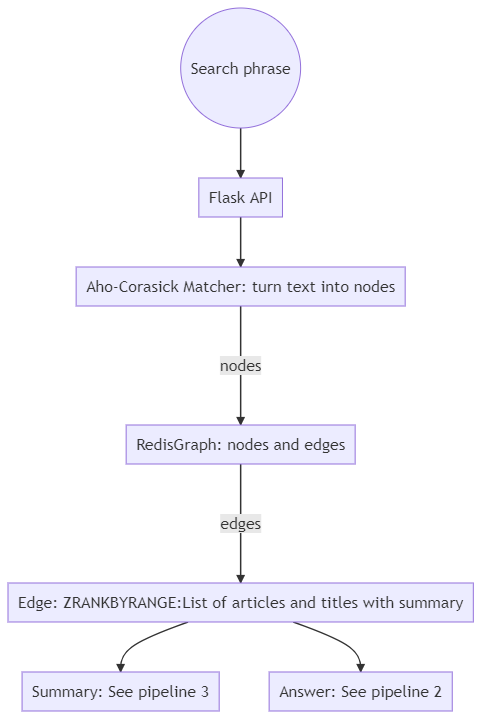 Search phrase
Flask API
Aho-Corasick Matcher: turn text into nodes
nodes
RedisGraph: nodes and edges
edges
Edge: ZRANKBYRANGE:List of articles and titles with summary
Summary: See pipeline 3
Answer: See pipeline 2